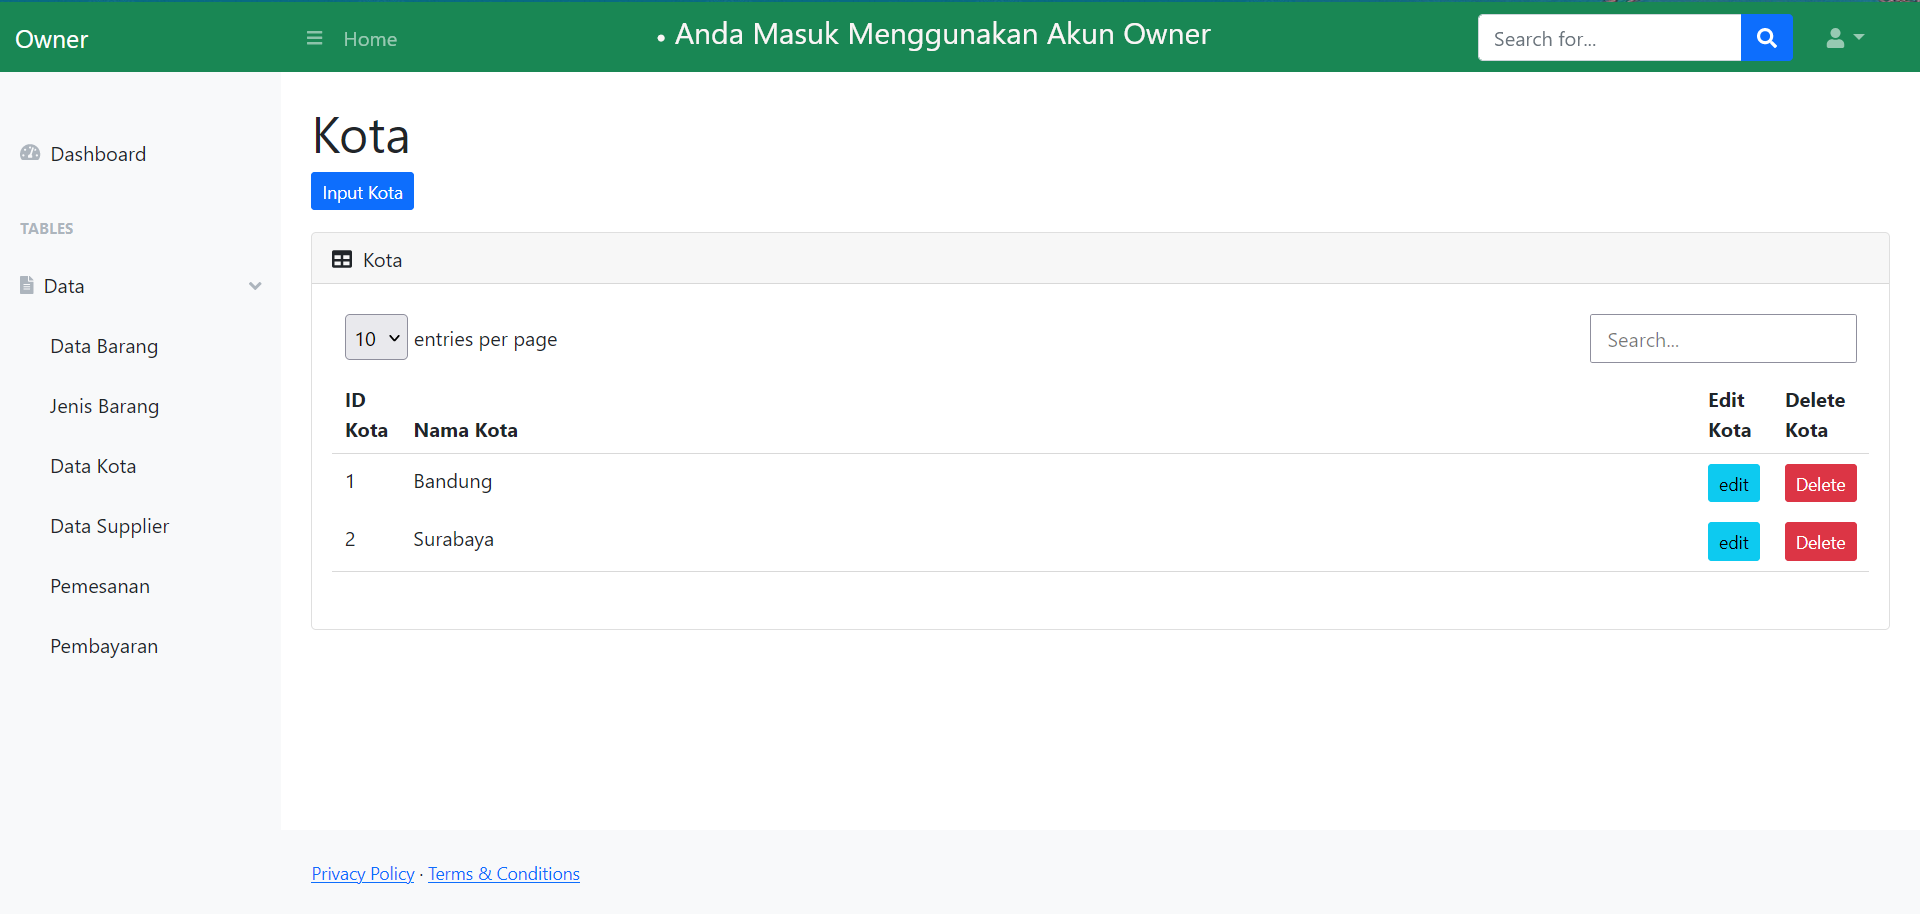 Owner
Home
• Anda Masuk Menggunakan Akun Owner
Search for...
Dashboard
TABLES
Data
Data Barang
Jenis Barang
Data Kota
Data Supplier
Pemesanan
Pembayaran
Kota
Input Kota
Kota
10 entries per page
Search...
ID Kota
Nama Kota
Edit Kota
Delete Kota
1 Bandung edit Delete
2 Surabaya edit Delete
Privacy Policy · Terms & Conditions